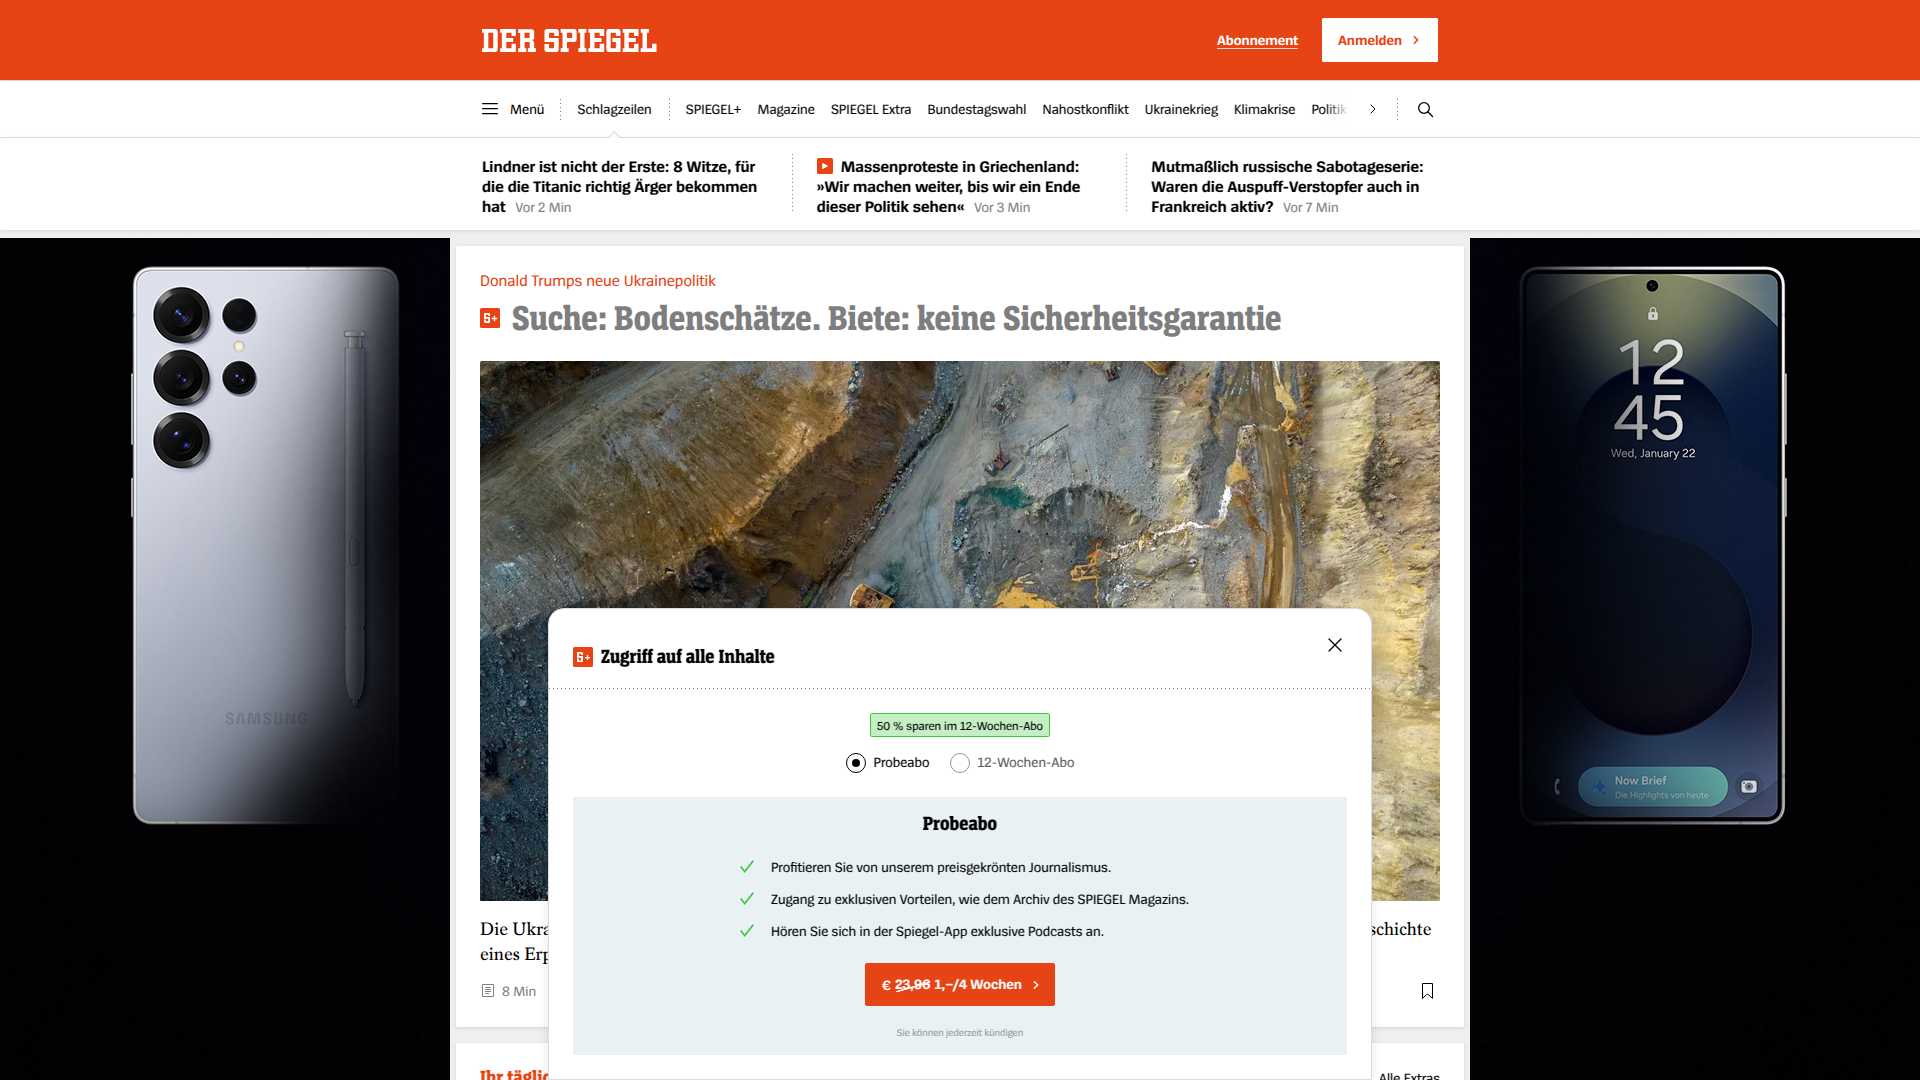 DER SPIEGEL
Abonnement
Anmelden
Menü
Schlagzeilen
SPIEGEL+
Magazine
SPIEGEL Extra
Bundestagswahl
Nahostkonflikt
Ukrainekrieg
Klimakrise
Politik
Lindner ist nicht der Erste: 8 Witze, für
die die Titanic richtig Ärger bekommen
hat Vor 2 Min
Massenproteste in Griechenland:
»Wir machen weiter, bis wir ein Ende
dieser Politik sehen« Vor 3 Min
Mutmaßlich russische Sabotageserie:
Waren die Auspuff-Verstopfer auch in
Frankreich aktiv? Vor 7 Min
Donald Trumps neue Ukrainepolitik
Suche: Bodenschätze. Biete: keine Sicherheitsgarantie
SAMSUNG
12
45
Wed, January 22
Now Brief
Die Highlights von heute
Zugriff auf alle Inhalte
50 % sparen im 12-Wochen-Abo
Probeabo
12-Wochen-Abo
Probeabo
Profitieren Sie von unserem preisgekrönten Journalismus.
Zugang zu exklusiven Vorteilen, wie dem Archiv des SPIEGEL Magazins.
Hören Sie sich in der Spiegel-App exklusive Podcasts an.
€ 23,96 1,–/4 Wochen
Sie können jederzeit kündigen
Die Ukra
schichte
eines Erp
8 Min
Ihr täglic
Alle Extras